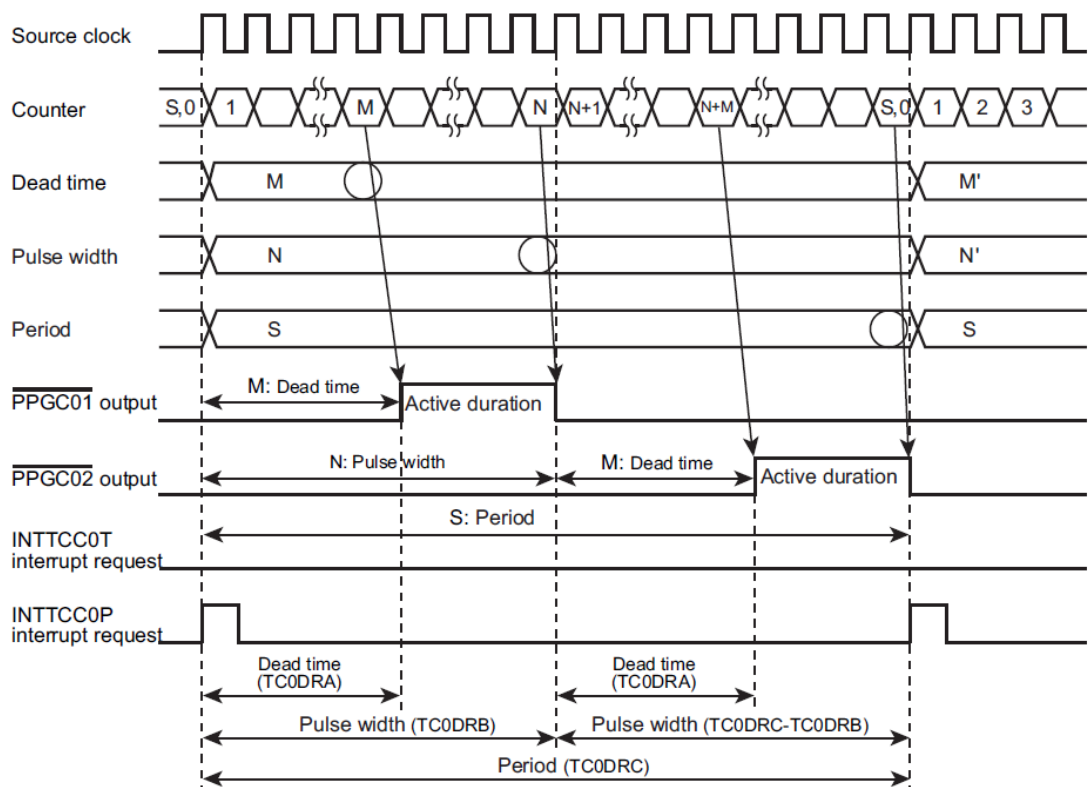 Source clock
Counter S,0 1 M N N+1 N+M S,0 1 2 3
Dead time M M'
Pulse width N N'
Period S S
M: Dead time
PPGC01 output Active duration
N: Pulse width M: Dead time
PPGC02 output Active duration
S: Period
INTTCC0T
interrupt request
INTTCC0P
interrupt request
Dead time Dead time
(TC0DRA) (TC0DRA)
Pulse width (TC0DRB) Pulse width (TC0DRC-TC0DRB)
Period (TC0DRC)